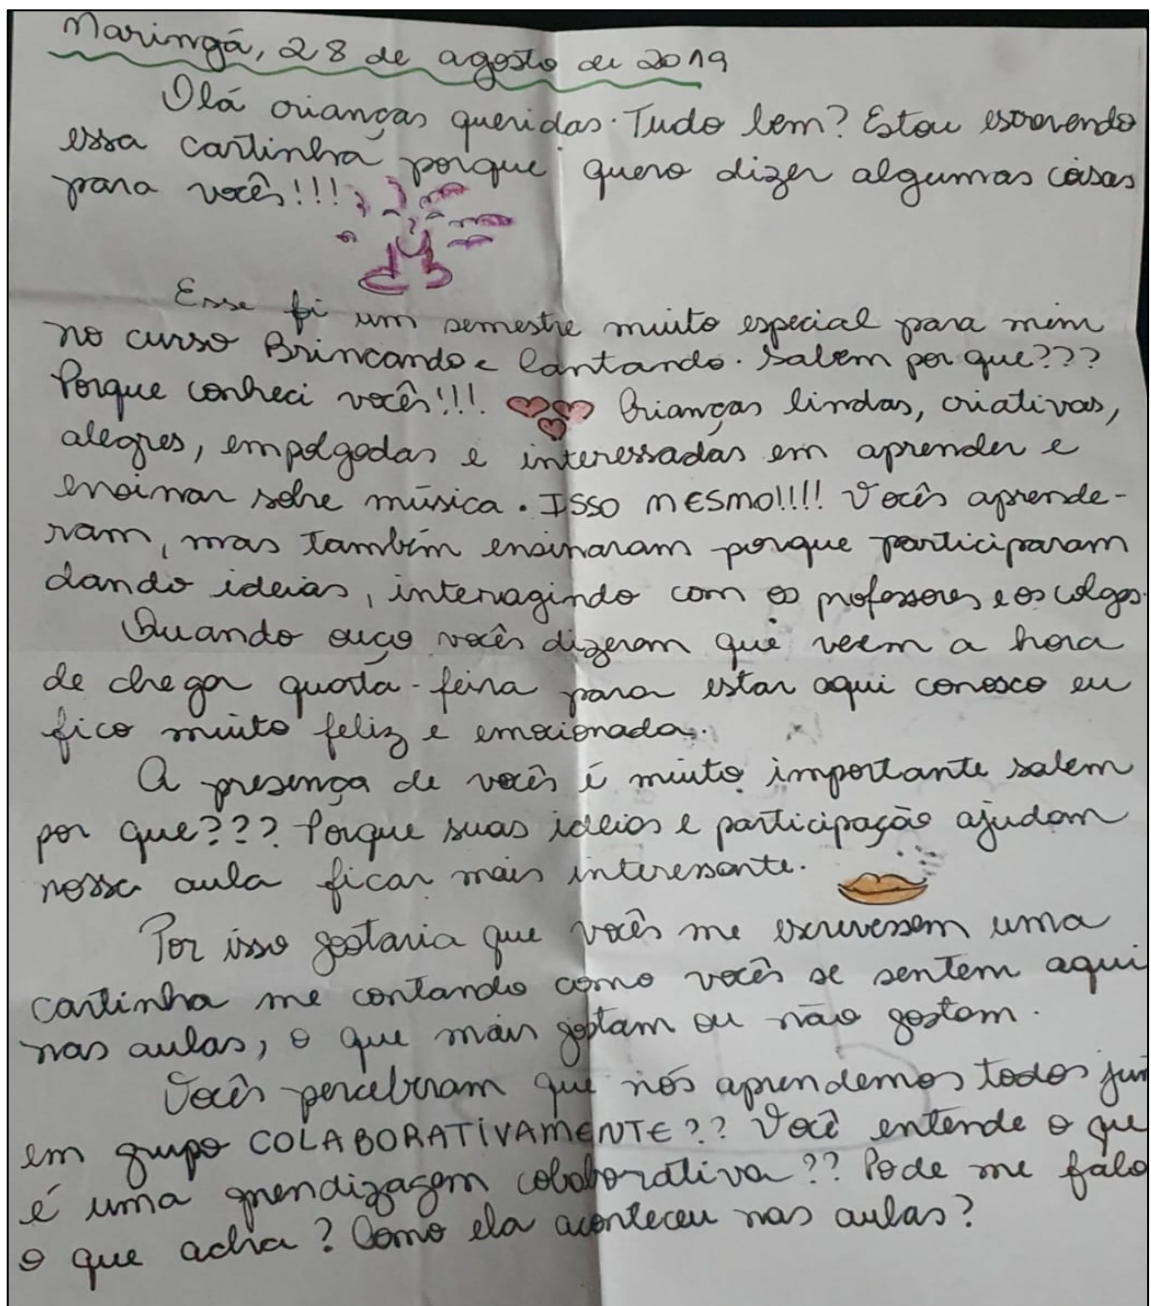 Maringá, 28 de agosto de 2019
Olá crianças queridas. Tudo bem? Estou escrevendo
essa cartinha porque quero dizer algumas coisas
para vocês!!!
Esse foi um semestre muito especial para mim
no curso Brincando e Cantando. Sabem por que???
Porque conheci vocês!!! Crianças lindas, criativas,
alegres, empolgadas e interessadas em aprender e
ensinar sobre música. ISSO MESMO!!!! Vocês aprende-
ram, mas também ensinaram porque participaram
dando ideias, interagindo com os professores e os colegas.
Quando ouço vocês dizeram que veem a hora
de chegar quarta-feira para estar aqui conosco eu
fico muito feliz e emocionada.
A presença de vocês é muito importante sabem
por que??? Porque suas ideias e participação ajudam
nossa aula ficar mais interessante.
Por isso gostaria que vocês me escrevessem uma
cartinha me contando como vocês se sentem aqui
nas aulas, o que mais gostam ou não gostam.
Vocês perceberam que nós aprendemos todos jun
em grupo COLABORATIVAMENTE?? Você entende o que
é uma aprendizagem colaborativa?? Pode me fala
o que acha? Como ela aconteceu nas aulas?